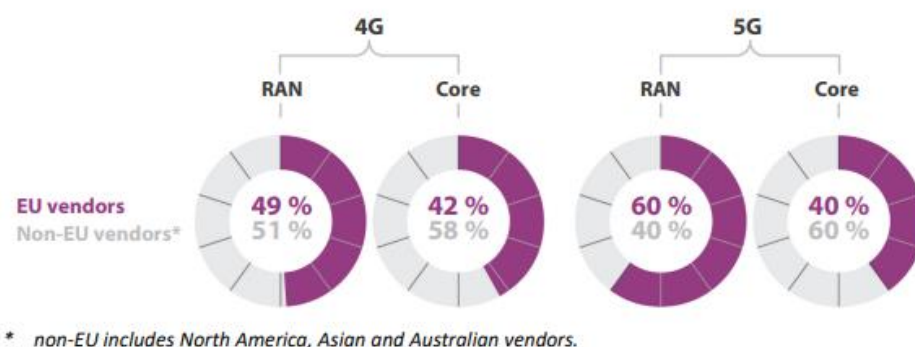 4G 5G
RAN Core RAN Core
EU vendors 49 % 42 % 60 % 40 %
Non-EU vendors* 51 % 58 % 40 % 60 %
* non-EU includes North America, Asian and Australian vendors.